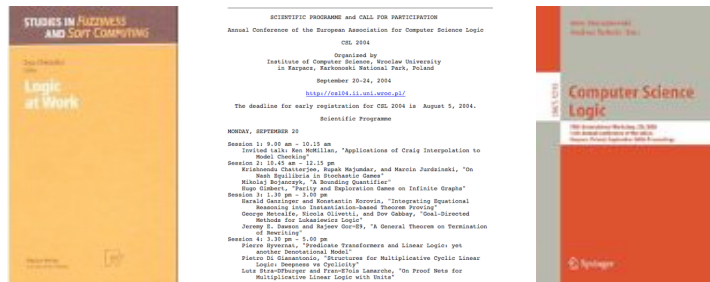 STUDIES IN FUZZINESS
AND SOFT COMPUTING
Logic
at Work
SCIENTIFIC PROGRAMME and CALL FOR PARTICIPATION
Annual Conference of the European Association for Computer Science Logic
CSL 2004
Organised by
Institute of Computer Science, Wroclaw University
in Karpacz, Karkonoski National Park, Poland
September 20-24, 2004
http://csl04.ii.uni.wroc.pl/
The deadline for early registration for CSL 2004 is August 5, 2004.
Scientific Programme
MONDAY, SEPTEMBER 20
Session 1: 9.00 am - 10.15 am
Invited talk: Ken McMillan, "Applications of Craig Interpolation to
Model Checking"
Session 2: 10.45 am - 12.15 pm
Krishnendu Chatterjee, Rupak Majumdar, and Marcin Jurdzinski, "On
Nash Equilibria in Stochastic Games"
Mikolaj Bojanczyk, "A Bounding Quantifier"
Hugo Gimbert, "Parity and Exploration Games on Infinite Graphs"
Session 3: 1.30 pm - 3.00 pm
Harald Ganzinger and Konstantin Korovin, "Integrating Equational
Reasoning into Instantiation-based Theorem Proving"
George Metcalfe, Nicola Olivetti, and Dov Gabbay, "Goal-Directed
Methods for Lukasiewicz Logic"
Jeremy E. Dawson and Rajeev Gor=E9, "A General Theorem on Termination
of Rewriting"
Session 4: 3.30 pm - 5.00 pm
Pierre Hyvernat, "Predicate Transformers and Linear Logic: yet
another Denotational Model"
Pietro Di Gianantonio, "Structures for Multiplicative Cyclic Linear
Logic: Deepness vs Cyclicity"
Lutz Stra=DFburger and Fran=E7ois Lamarche, "On Proof Nets for
Multiplicative Linear Logic with Units"
Computer Science
Logic
Springer